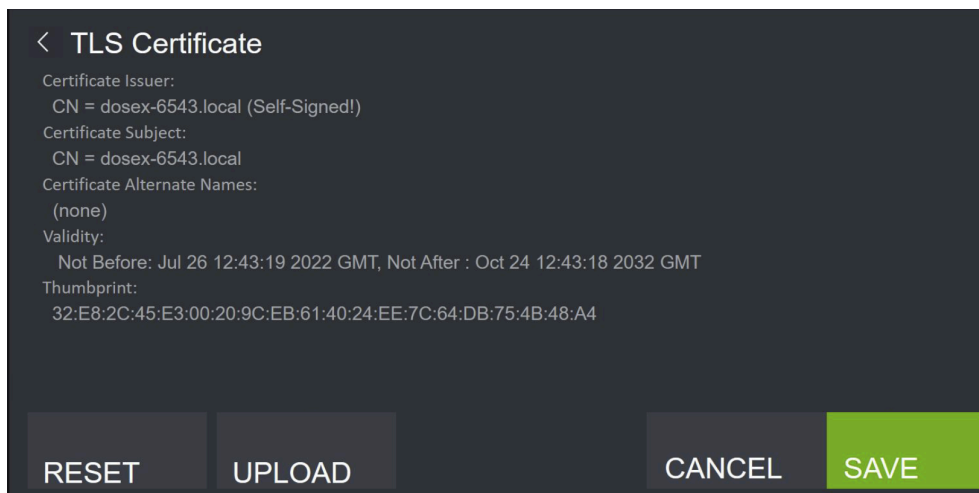 TLS Certificate
Certificate Issuer:
CN = dosex-6543.local (Self-Signed!)
Certificate Subject:
CN = dosex-6543.local
Certificate Alternate Names:
(none)
Validity:
Not Before: Jul 26 12:43:19 2022 GMT, Not After : Oct 24 12:43:18 2032 GMT
Thumbprint:
32:E8:2C:45:E3:00:20:9C:EB:61:40:24:EE:7C:64:DB:75:4B:48:A4
RESET UPLOAD CANCEL SAVE